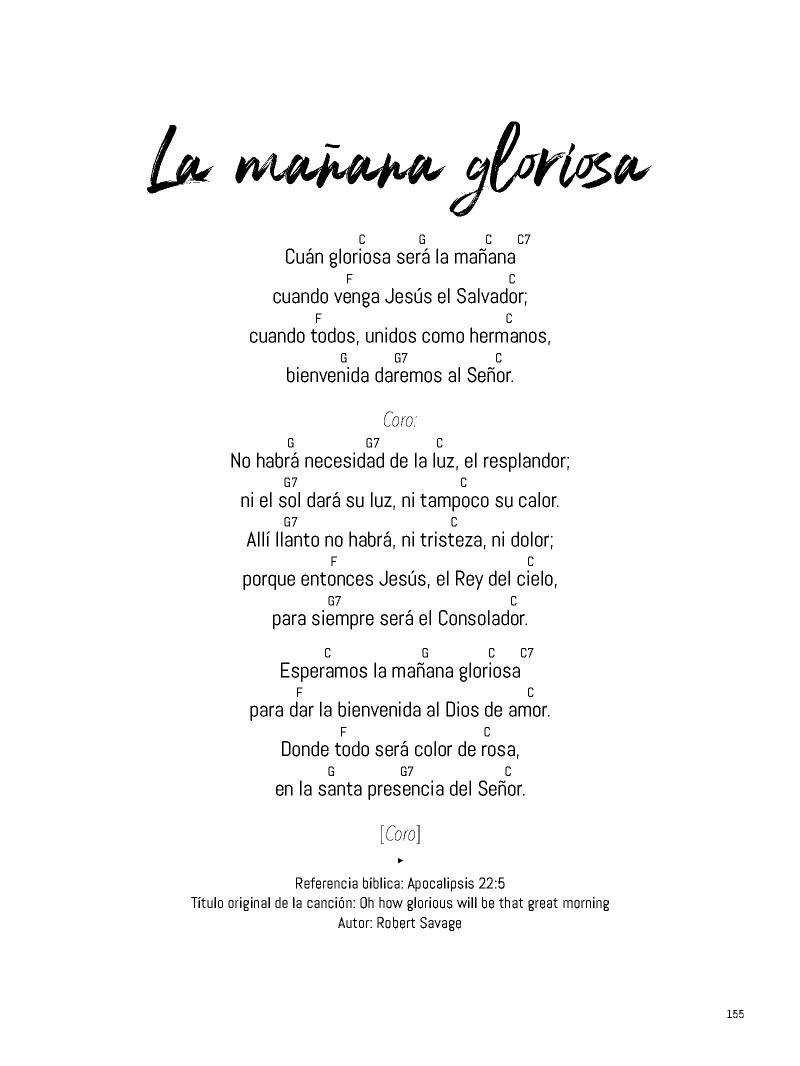 La mañana gloriosa
C G C C7
Cuán gloriosa será la mañana
F C
cuando venga Jesús el Salvador;
F C
cuando todos, unidos como hermanos,
G G7 C
bienvenida daremos al Señor.
Coro:
G G7 C
No habrá necesidad de la luz, el resplandor;
G7 C
ni el sol dará su luz, ni tampoco su calor.
G7 C
Allí llanto no habrá, ni tristeza, ni dolor;
F C
porque entonces Jesús, el Rey del cielo,
G7 C
para siempre será el Consolador.
C G C C7
Esperamos la mañana gloriosa
F C
para dar la bienvenida al Dios de amor.
F C
Donde todo será color de rosa,
G G7 C
en la santa presencia del Señor.
[Coro]
Referencia bíblica: Apocalipsis 22:5
Título original de la canción: Oh how glorious will be that great morning
Autor: Robert Savage
155